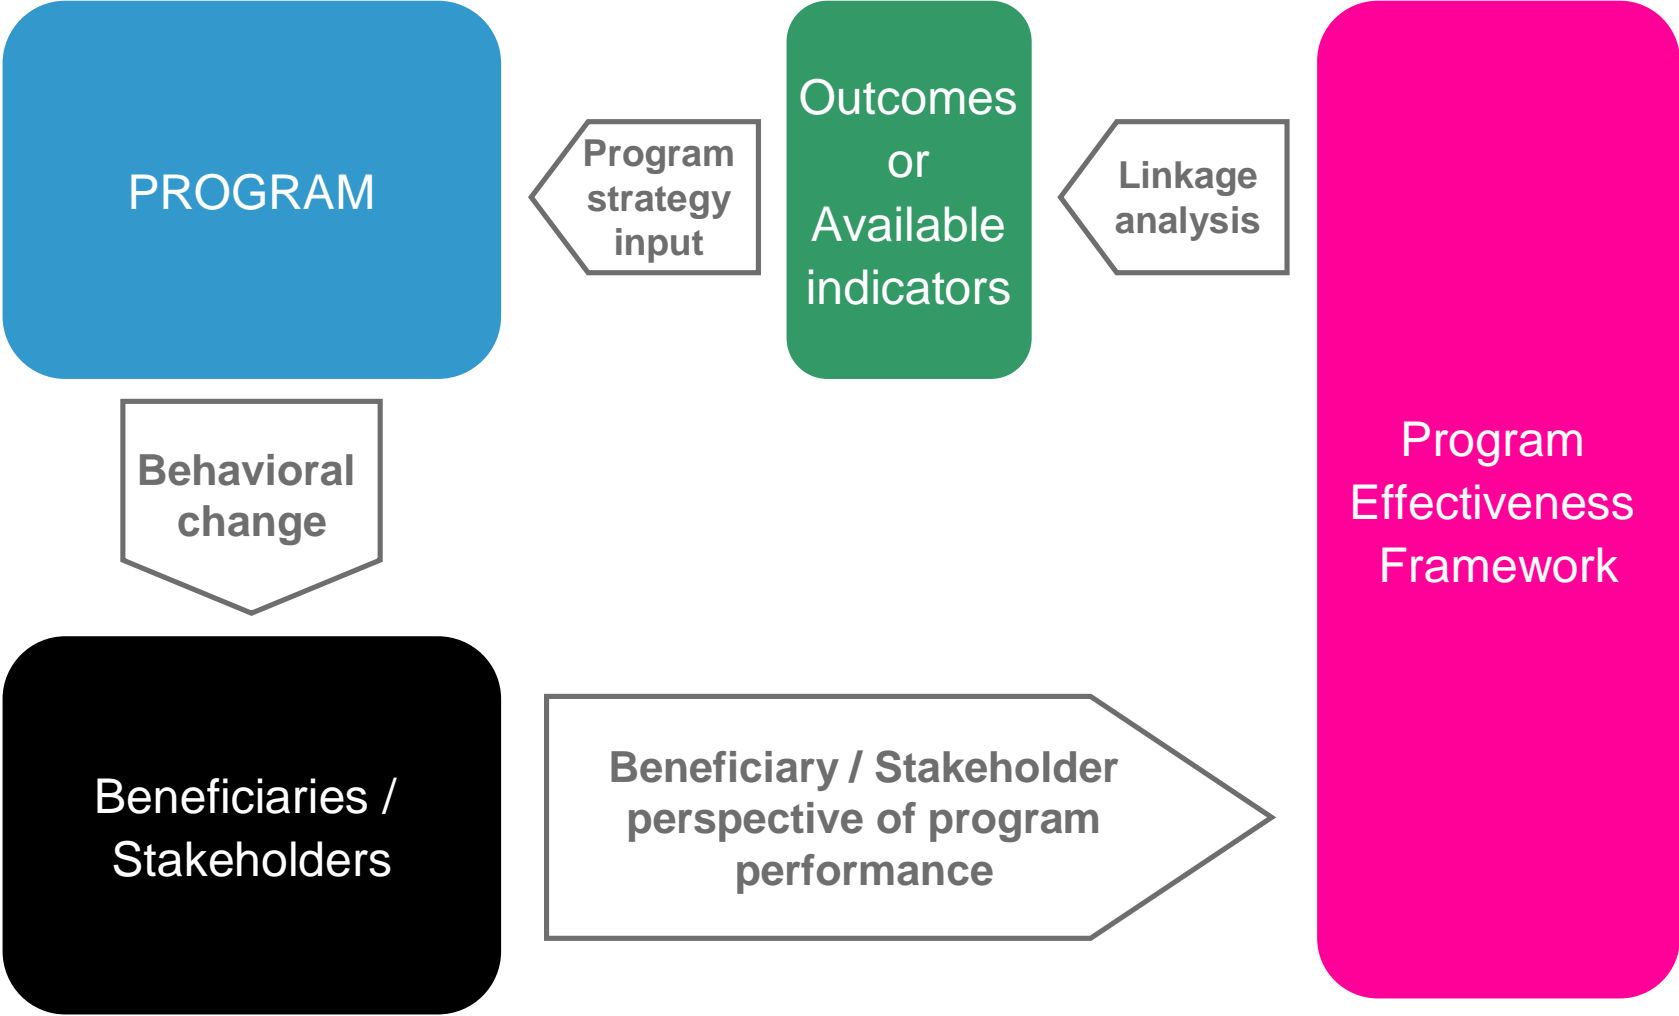 PROGRAM
Program
strategy
input
Outcomes
or
Available
indicators
Linkage
analysis
Program
Effectiveness
Framework
Behavioral
change
Beneficiaries /
Stakeholders
Beneficiary / Stakeholder
perspective of program
performance